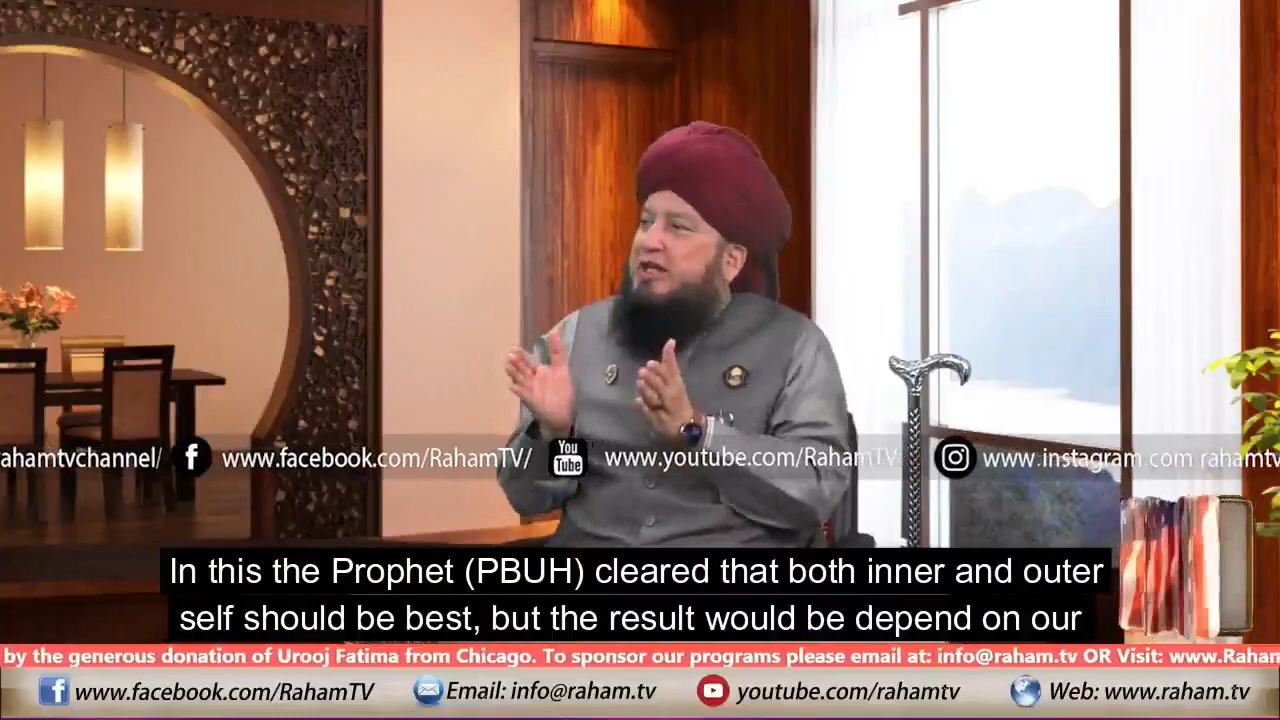 ahamtvchannel/ f www.facebook.com/RahamTV/ You Tube www.youtube.com/RahamTV www.instagram.com rahamtv
In this the Prophet (PBUH) cleared that both inner and outer
self should be best, but the result would be depend on our
by the generous donation of Urooj Fatima from Chicago. To sponsor our programs please email at: info@raham.tv OR Visit: www.Raham
f www.facebook.com/RahamTV Email: info@raham.tv youtube.com/rahamtv Web: www.raham.tv